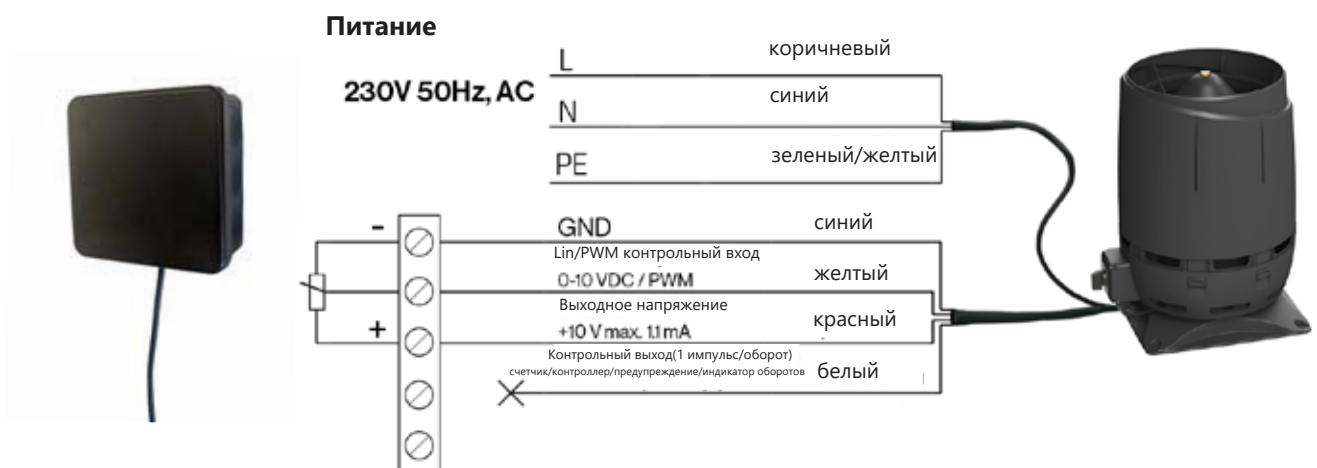 Питание
230V 50Hz, AC
L
коричневый
N
синий
PE
зеленый/желтый
-
GND
синий
Lin/PWM контрольный вход
0-10 VDC / PWM
желтый
Выходное напряжение
+
+10 V max. 1.1 mA
красный
Контрольный выход(1 импульс/оборот)
счетчик/контроллер/предупреждение/индикатор оборотов
белый